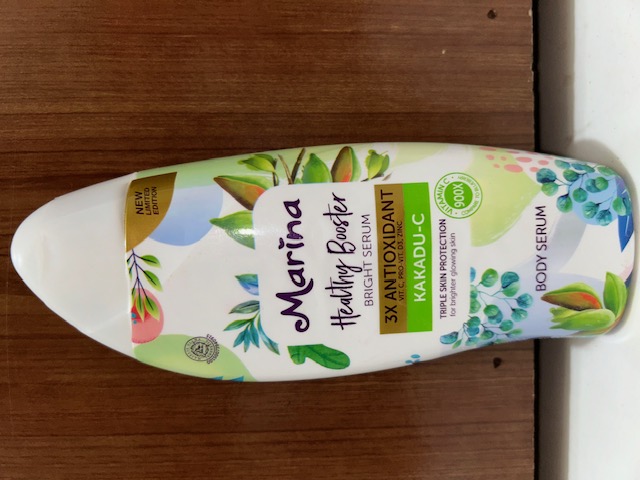 NEW
LIMITED
EDITION
Marina
Healthy Booster
BRIGHT SERUM
3X ANTIOXIDANT
VIT. C, PRO-VIT. D3, ZINC
KAKADU-C
TRIPLE SKIN PROTECTION
for brighter glowing skin
VITAMIN C
900X
BODY SERUM